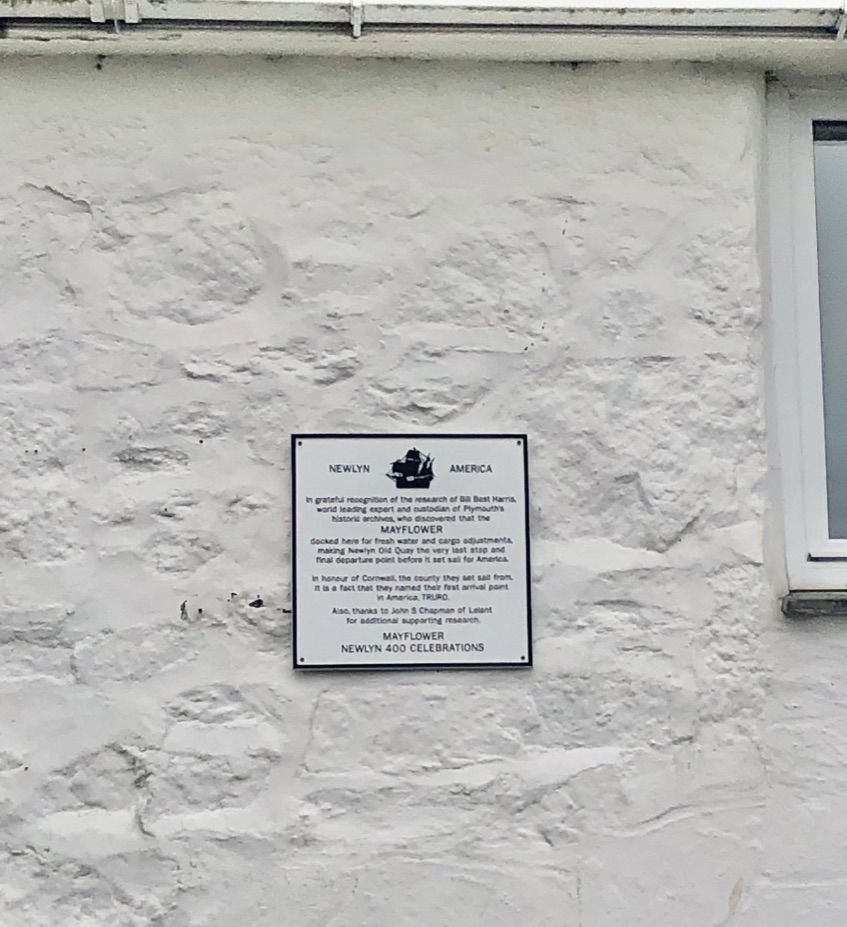 NEWLYN AMERICA
In grateful recognition of the research of Bill Best Harris,
world leading expert and custodian of Plymouth's
historic archives, who discovered that the
MAYFLOWER
docked here for fresh water and cargo adjustments,
making Newlyn Old Quay the very last stop and
final departure point before it set sail for America.
In honour of Cornwall, the county they set sail from,
it is a fact that they named their first arrival point
in America, TRURO.
Also, thanks to John S Chapman of Lelant
for additional supporting research.
MAYFLOWER
NEWLYN 400 CELEBRATIONS